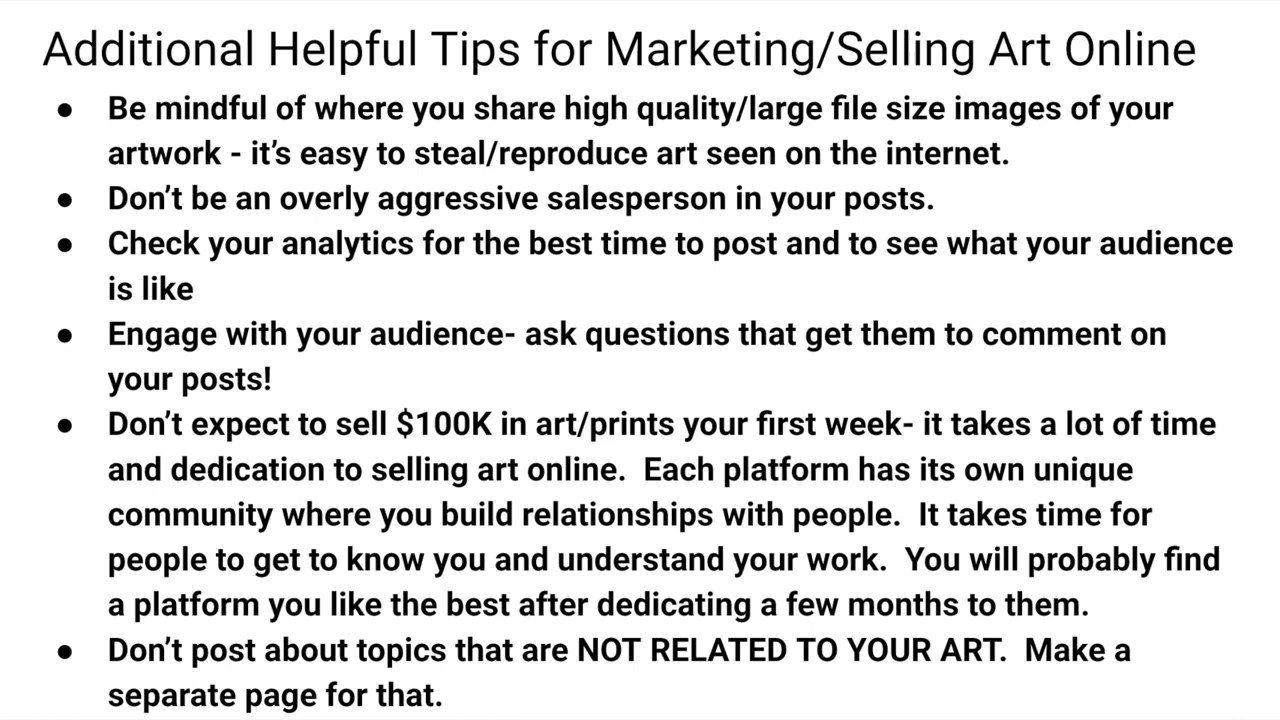 Additional Helpful Tips for Marketing/Selling Art Online
● Be mindful of where you share high quality/large file size images of your
artwork - it’s easy to steal/reproduce art seen on the internet.
● Don’t be an overly aggressive salesperson in your posts.
● Check your analytics for the best time to post and to see what your audience
is like
● Engage with your audience- ask questions that get them to comment on
your posts!
● Don’t expect to sell $100K in art/prints your first week- it takes a lot of time
and dedication to selling art online.  Each platform has its own unique
community where you build relationships with people.  It takes time for
people to get to know you and understand your work.  You will probably find
a platform you like the best after dedicating a few months to them.
● Don’t post about topics that are NOT RELATED TO YOUR ART.  Make a
separate page for that.